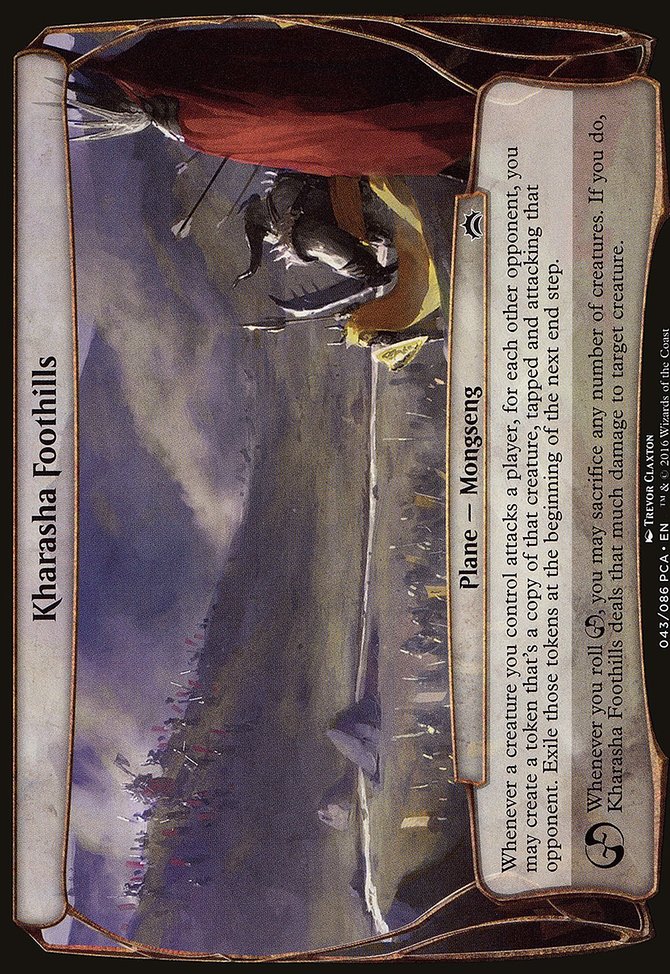 Kharasha Foothills
Plane — Mongseng
Whenever a creature you control attacks a player, for each other opponent, you
may create a token that's a copy of that creature, tapped and attacking that
opponent. Exile those tokens at the beginning of the next end step.
Whenever you roll , you may sacrifice any number of creatures. If you do,
Kharasha Foothills deals that much damage to target creature.
Trevor Claxton
043/086 PCA • EN ™ & © 2016 Wizards of the Coast